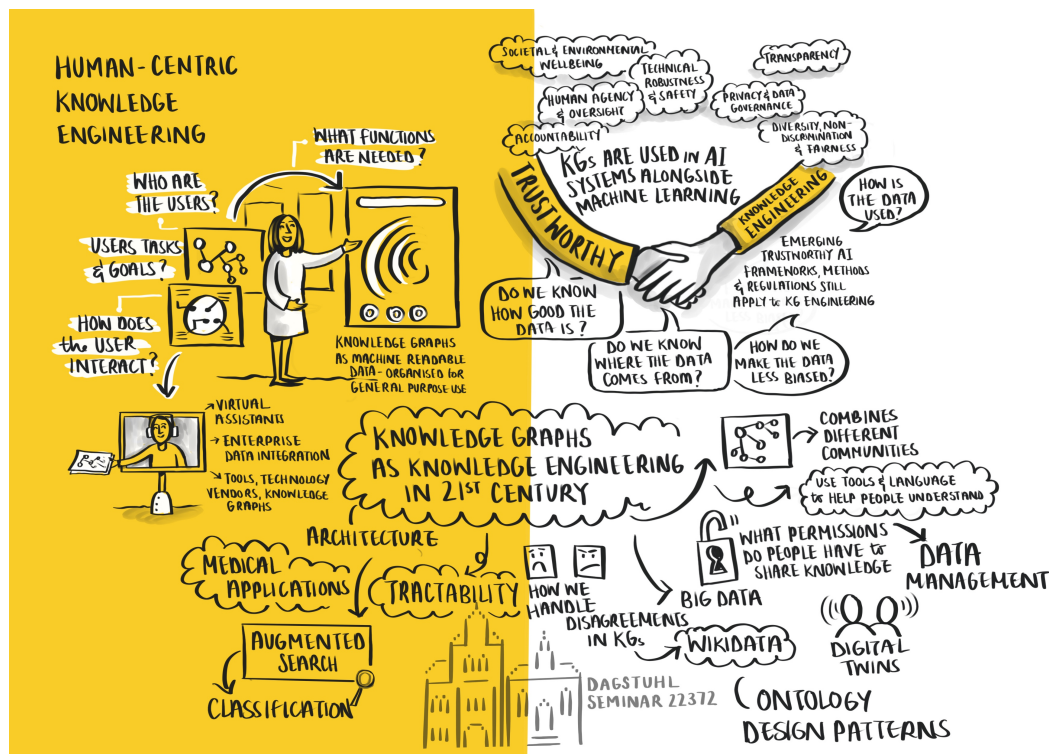 HUMAN-CENTRIC
KNOWLEDGE
ENGINEERING
WHAT FUNCTIONS
ARE NEEDED?
WHO ARE
THE USERS?
USERS TASKS
& GOALS?
HOW DOES
the USER
INTERACT?
KNOWLEDGE GRAPHS
AS MACHINE READABLE
DATA - ORGANISED for
GENERAL PURPOSE USE
VIRTUAL
ASSISTANTS
ENTERPRISE
DATA INTEGRATION
TOOLS, TECHNOLOGY
VENDORS, KNOWLEDGE
GRAPHS
SOCIETAL & ENVIRONMENTAL
WELLBEING
TECHNICAL
ROBUSTNESS
& SAFETY
TRANSPARENCY
HUMAN AGENCY
& OVERSIGHT
PRIVACY & DATA
GOVERNANCE
ACCOUNTABILITY
DIVERSITY, NON-
DISCRIMINATION
& FAIRNESS
KGs ARE USED IN AI
SYSTEMS ALONGSIDE
MACHINE LEARNING
TRUSTWORTHY
KNOWLEDGE
ENGINEERING
HOW IS
THE DATA
USED?
EMERGING
TRUSTWORTHY AI
FRAMEWORKS, METHODS
& REGULATIONS STILL
APPLY to KG ENGINEERING
DO WE KNOW
HOW GOOD THE
DATA IS?
DO WE KNOW
WHERE THE DATA
COMES FROM?
HOW DO WE
MAKE THE DATA
LESS BIASED?
KNOWLEDGE GRAPHS
AS KNOWLEDGE ENGINEERING
IN 21ST CENTURY
COMBINES
DIFFERENT
COMMUNITIES
USE TOOLS & LANGUAGE
to HELP PEOPLE UNDERSTAND
WHAT PERMISSIONS
DO PEOPLE HAVE to
SHARE KNOWLEDGE
DATA
MANAGEMENT
ARCHITECTURE
MEDICAL
APPLICATIONS
TRACTABILITY
HOW WE
HANDLE
DISAGREEMENTS
IN KGs
BIG DATA
WIKIDATA
DIGITAL
TWINS
AUGMENTED
SEARCH
CLASSIFICATION
DAGSTUHL
SEMINAR 22372
ONTOLOGY
DESIGN PATTERNS